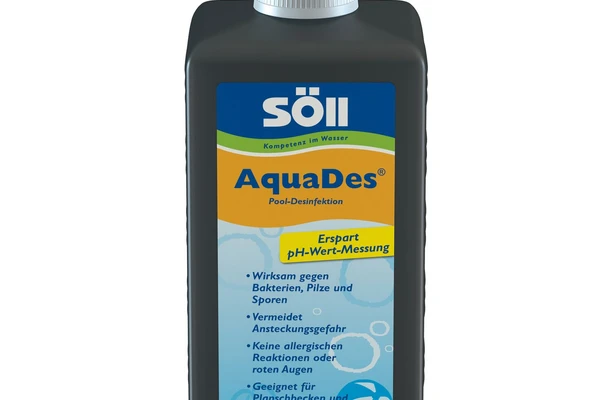 SÖll
Kompetenz im Wasser
AquaDes®
Pool-Desinfektion
Erspart
pH-Wert-Messung
• Wirksam gegen
Bakterien, Pilze und
Sporen
• Vermeidet
Ansteckungsgefahr
• Keine allergischen
Reaktionen oder
roten Augen
• Geeignet für
Planschbecken und